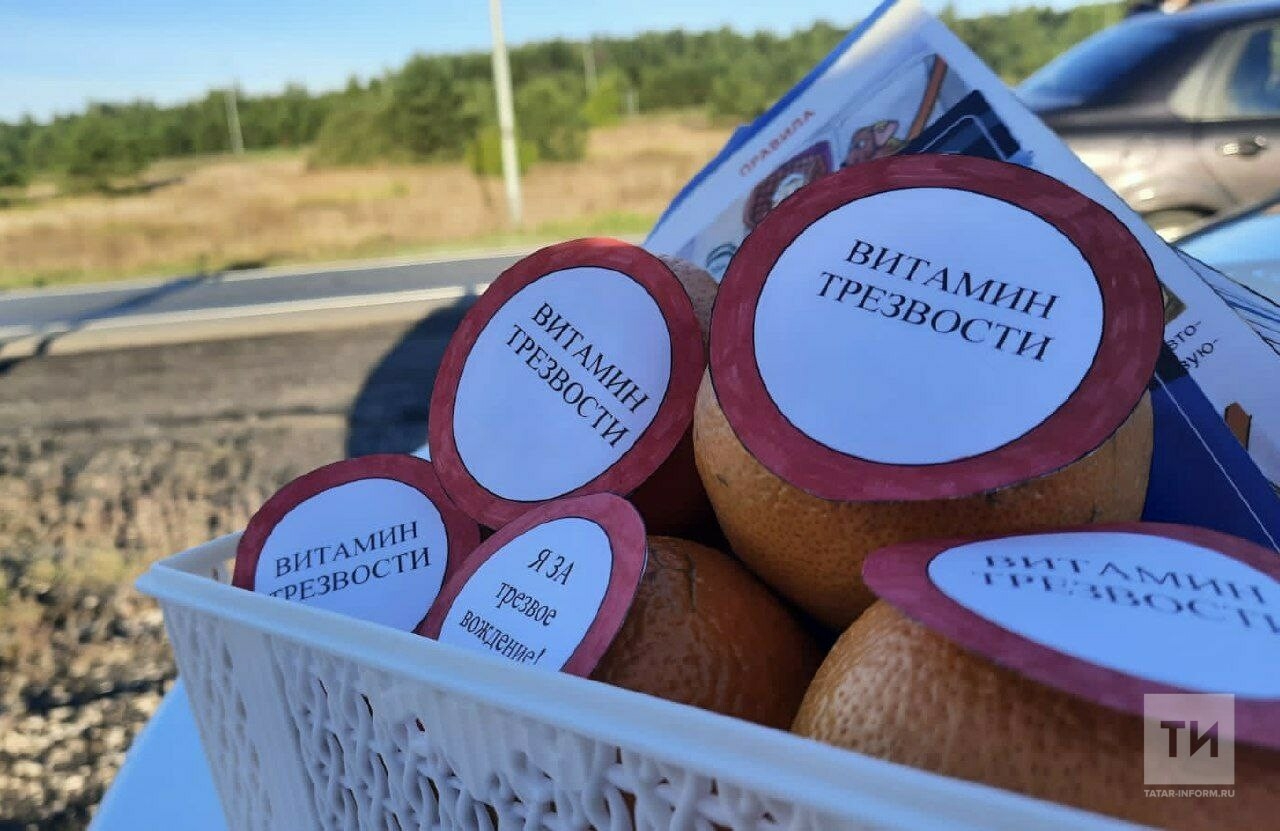 ПРАВИЛА
ВИТАМИН
ТРЕЗВОСТИ
ВИТАМИН
ТРЕЗВОСТИ
ВИТАМИН
ТРЕЗВОСТИ
Я ЗА
трезвое
вождение!
ВИТАМИН
ТРЕЗВОСТИ
ТИ
TATAR-INFORM.RU